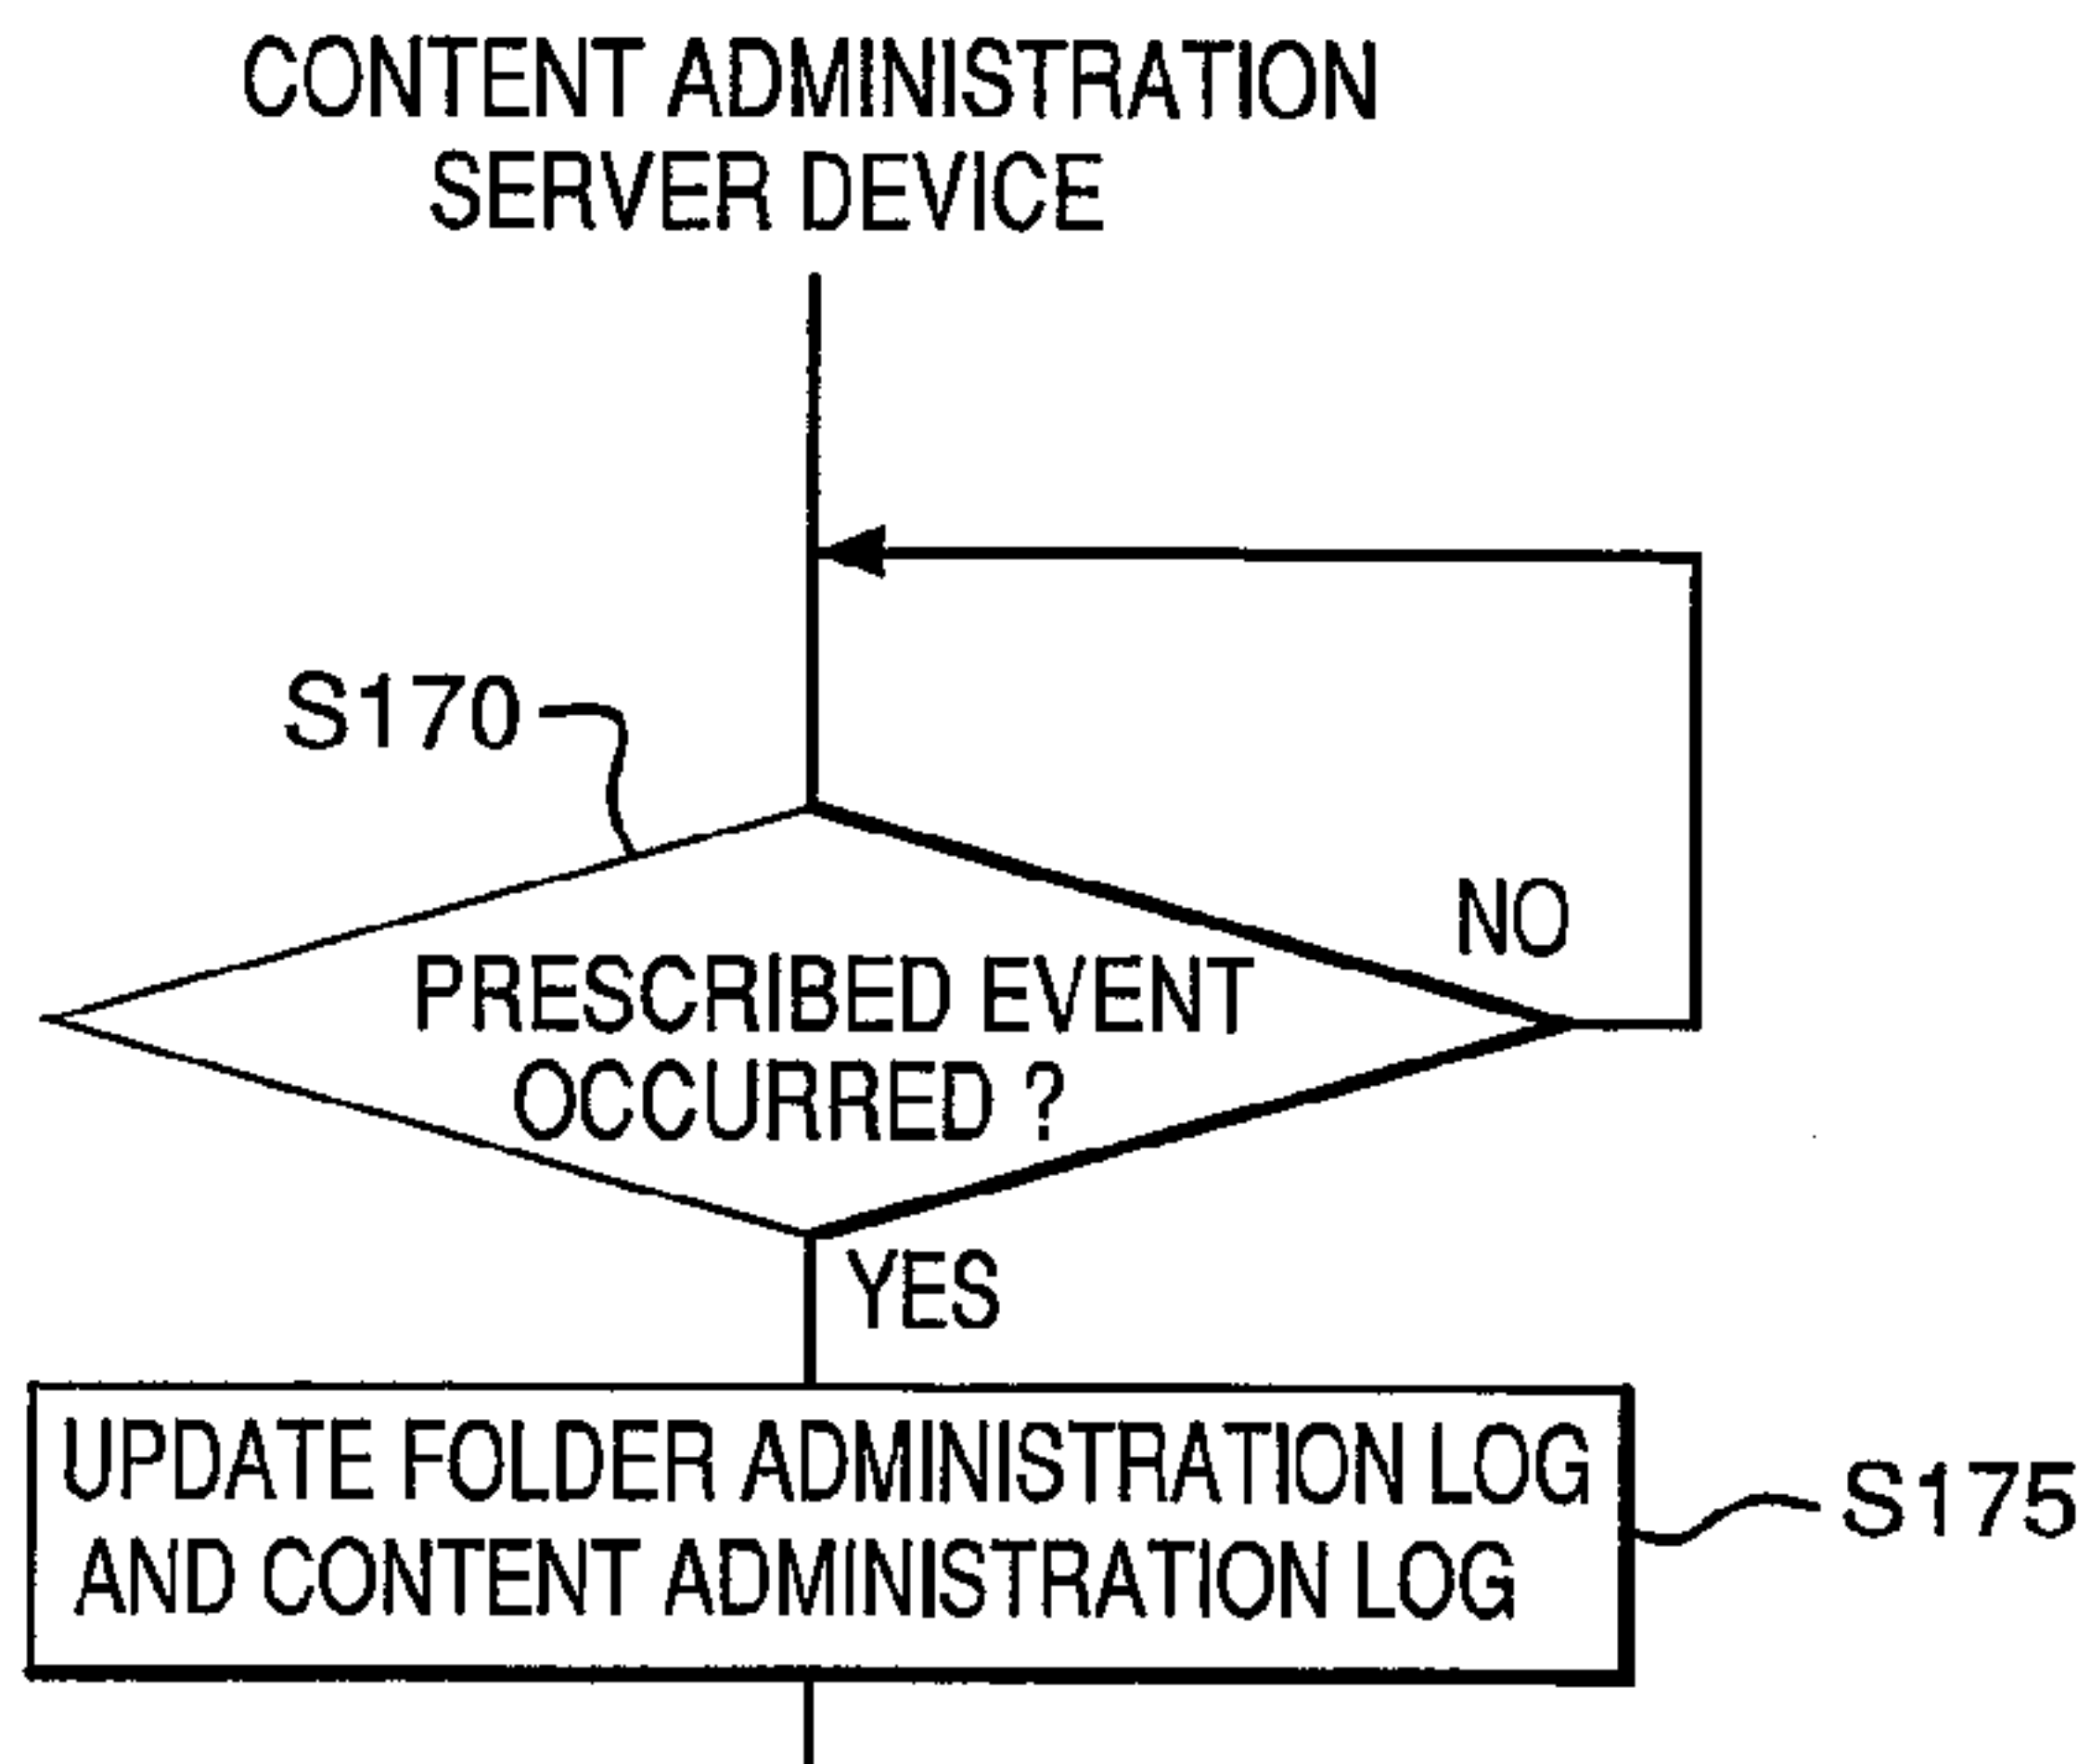 CONTENT ADMINISTRATION
SERVER DEVICE
S170
NO
PRESCRIBED EVENT
OCCURRED ?
YES
UPDATE FOLDER ADMINISTRATION LOG
AND CONTENT ADMINISTRATION LOG
S175